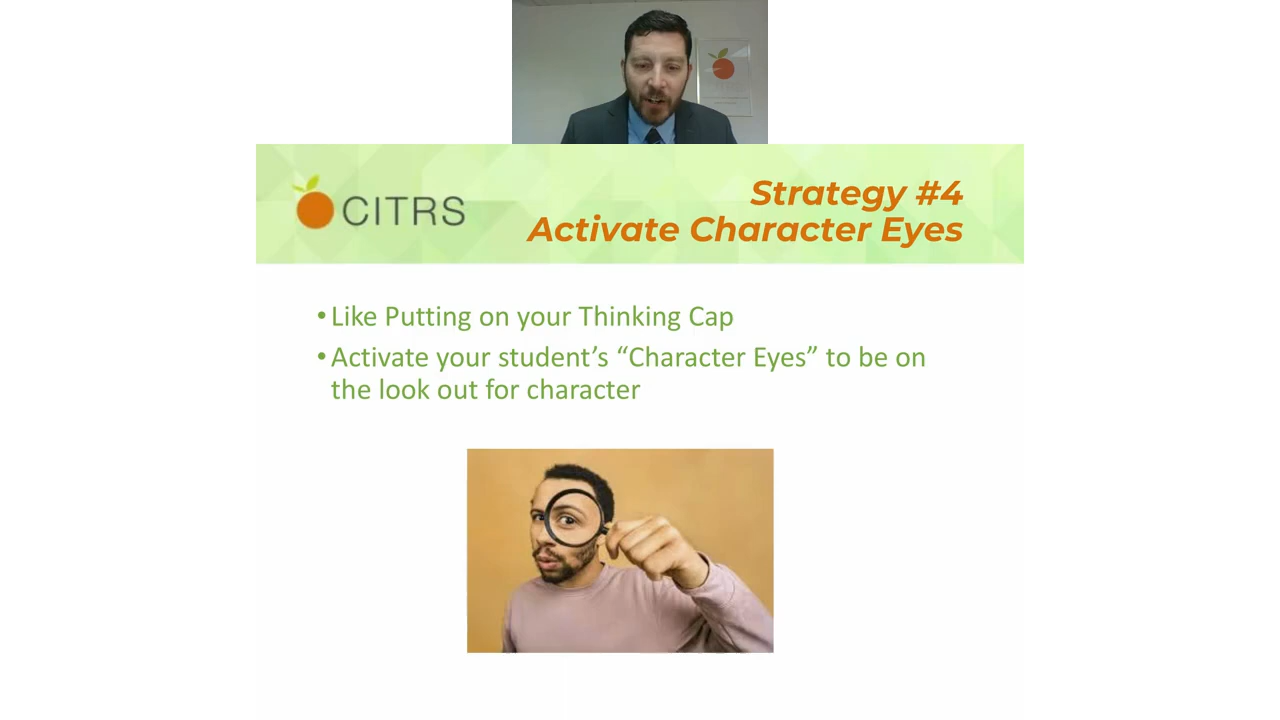 CITRS
Strategy #4
Activate Character Eyes
• Like Putting on your Thinking Cap
• Activate your student’s “Character Eyes” to be on
the look out for character